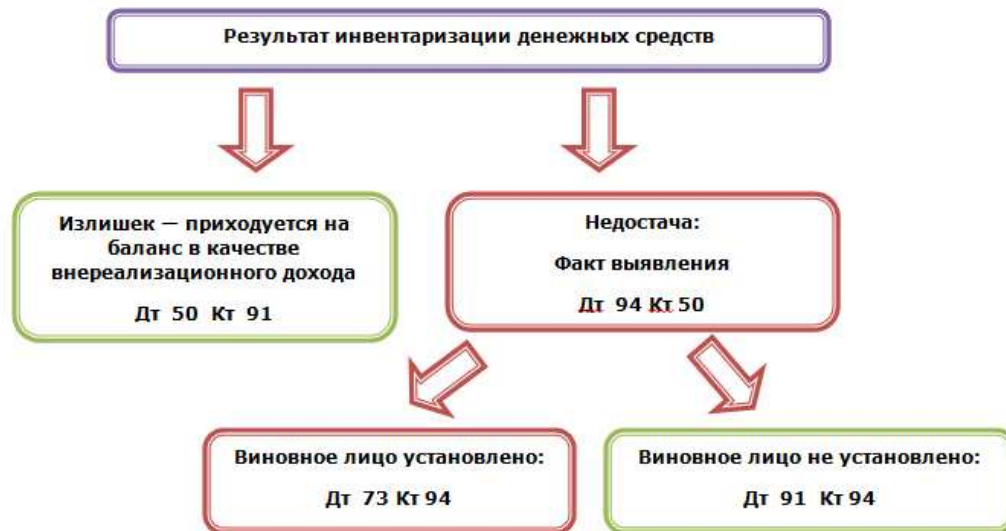 Результат инвентаризации денежных средств
Излишек — приходуется на
баланс в качестве
внереализационного дохода
Дт 50 Кт 91
Недостача:
Факт выявления
Дт 94 Кт 50
Виновное лицо установлено:
Дт 73 Кт 94
Виновное лицо не установлено:
Дт 91 Кт 94